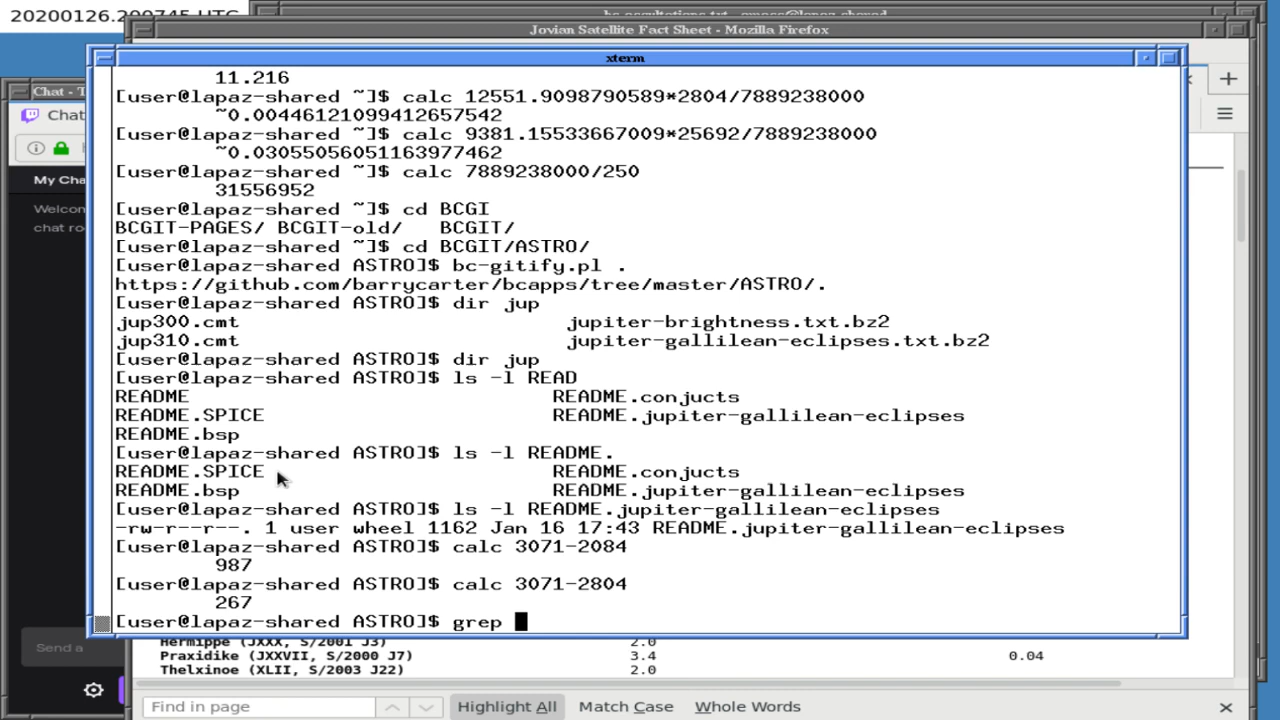 20200126.200745 UTC
bc-occultations.txt - emacs@lapaz-shared
Jovian Satellite Fact Sheet - Mozilla Firefox
xterm
Chat - T
Chat
My Cha
Welcon
chat ro
Send a
11.216
[user@lapaz-shared ~]$ calc 12551.9098790589*2804/7889238000
~0.00446121099412657542
[user@lapaz-shared ~]$ calc 9381.15533667009*25692/7889238000
~0.03055056051163977462
[user@lapaz-shared ~]$ calc 7889238000/250
31556952
[user@lapaz-shared ~]$ cd BCGI
BCGIT-PAGES/ BCGIT-old/   BCGIT/
[user@lapaz-shared ~]$ cd BCGIT/ASTRO/
[user@lapaz-shared ASTRO]$ bc-gitify.pl .
https://github.com/barrycarter/bcapps/tree/master/ASTRO/.
[user@lapaz-shared ASTRO]$ dir jup
jup300.cmt jupiter-brightness.txt.bz2
jup310.cmt jupiter-gallilean-eclipses.txt.bz2
[user@lapaz-shared ASTRO]$ dir jup
[user@lapaz-shared ASTRO]$ ls -l READ
README README.conjucts
README.SPICE README.jupiter-gallilean-eclipses
README.bsp
[user@lapaz-shared ASTRO]$ ls -l README.
README.SPICE README.conjucts
README.bsp README.jupiter-gallilean-eclipses
[user@lapaz-shared ASTRO]$ ls -l README.jupiter-gallilean-eclipses
-rw-r--r--. 1 user wheel 1162 Jan 16 17:43 README.jupiter-gallilean-eclipses
[user@lapaz-shared ASTRO]$ calc 3071-2084
987
[user@lapaz-shared ASTRO]$ calc 3071-2804
267
[user@lapaz-shared ASTRO]$ grep
Hermippe (JXXX, S/2001 J3) 2.0
Praxidike (JXXVII, S/2000 J7) 3.4 0.04
Thelxinoe (XLII, S/2003 J22) 2.0
Find in page Highlight All Match Case Whole Words